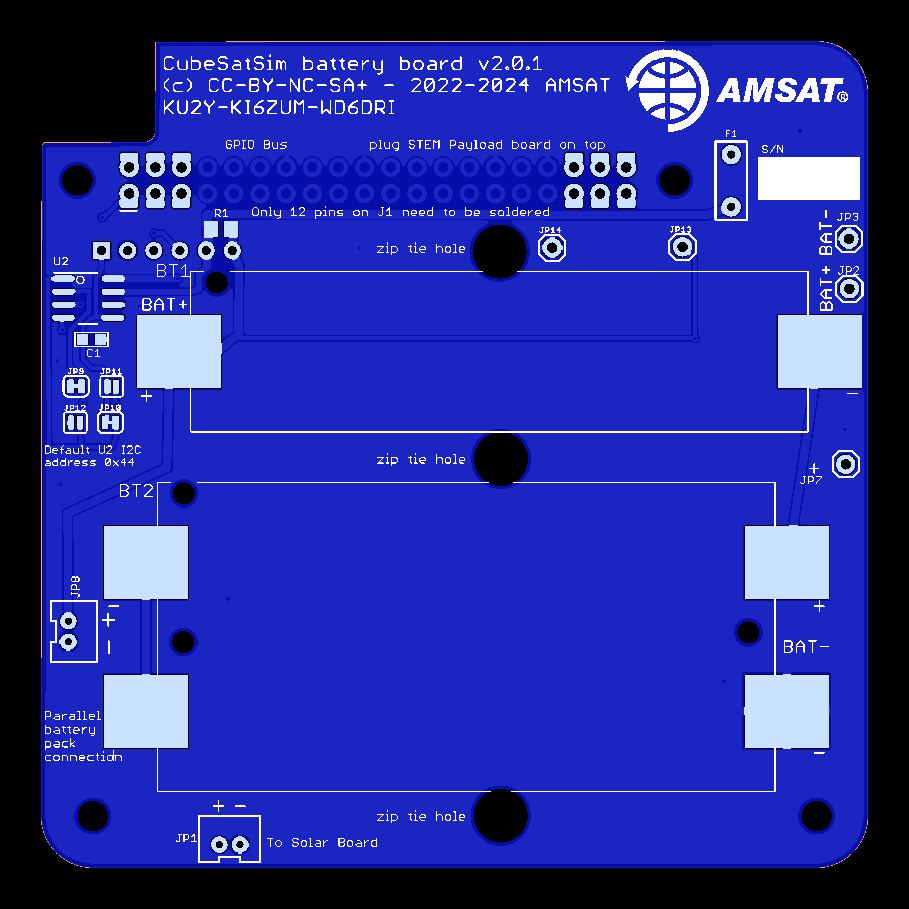 CubeSatSim battery board v2.0.1
(c) CC-BY-NC-SA+ - 2022-2024 AMSAT
KU2Y-KI6ZUM-WD6DRI
AMSAT®
F1
GPIO Bus
plug STEM Payload board on top
S/N
R1
Only 12 pins on J1 need to be soldered
BAT-
JP3
zip tie hole
JP14
JP13
U2
BT1
BAT+
JP2
BAT+
C1
+
-
JP9
JP11
JP12
JP10
Default U2 I2C
address 0x44
zip tie hole
+
JP7
BT2
JP8
-
+
+
-
BAT-
Parallel
battery
pack
connection
+
-
+ -
zip tie hole
JP1
To Solar Board